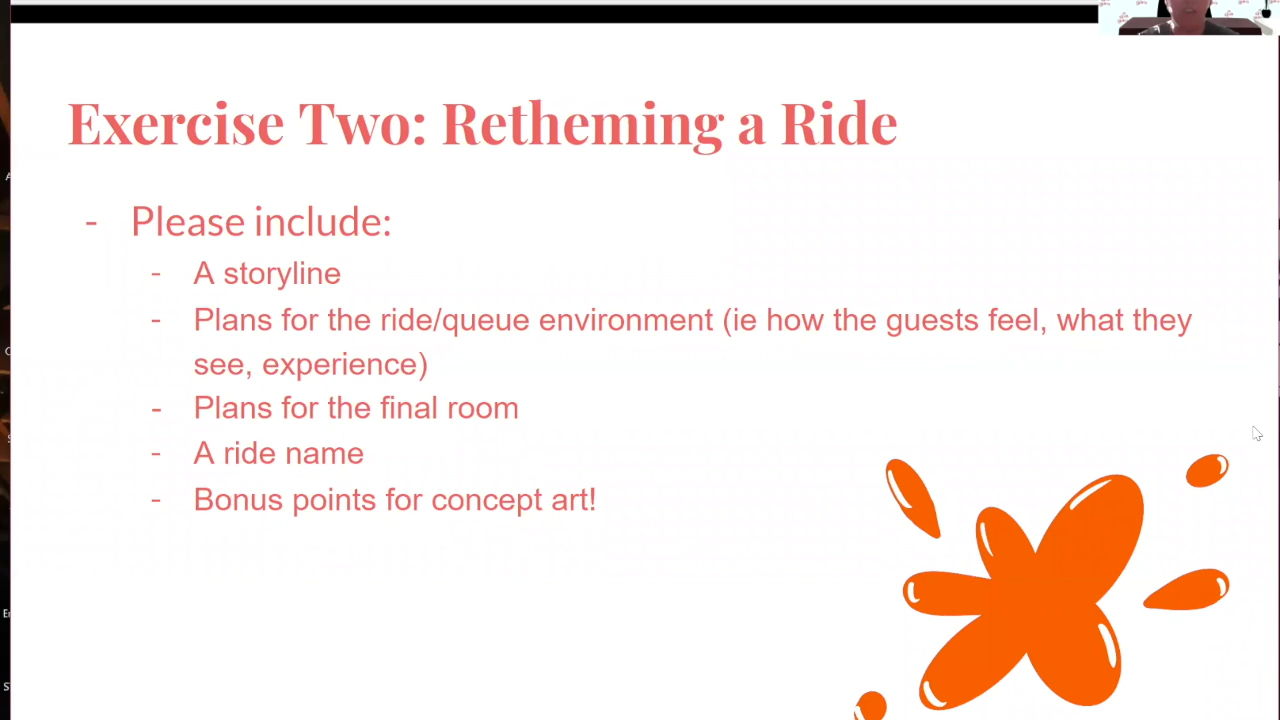 Exercise Two: Retheming a Ride
- Please include:
- A storyline
- Plans for the ride/queue environment (ie how the guests feel, what they
see, experience)
- Plans for the final room
- A ride name
- Bonus points for concept art!